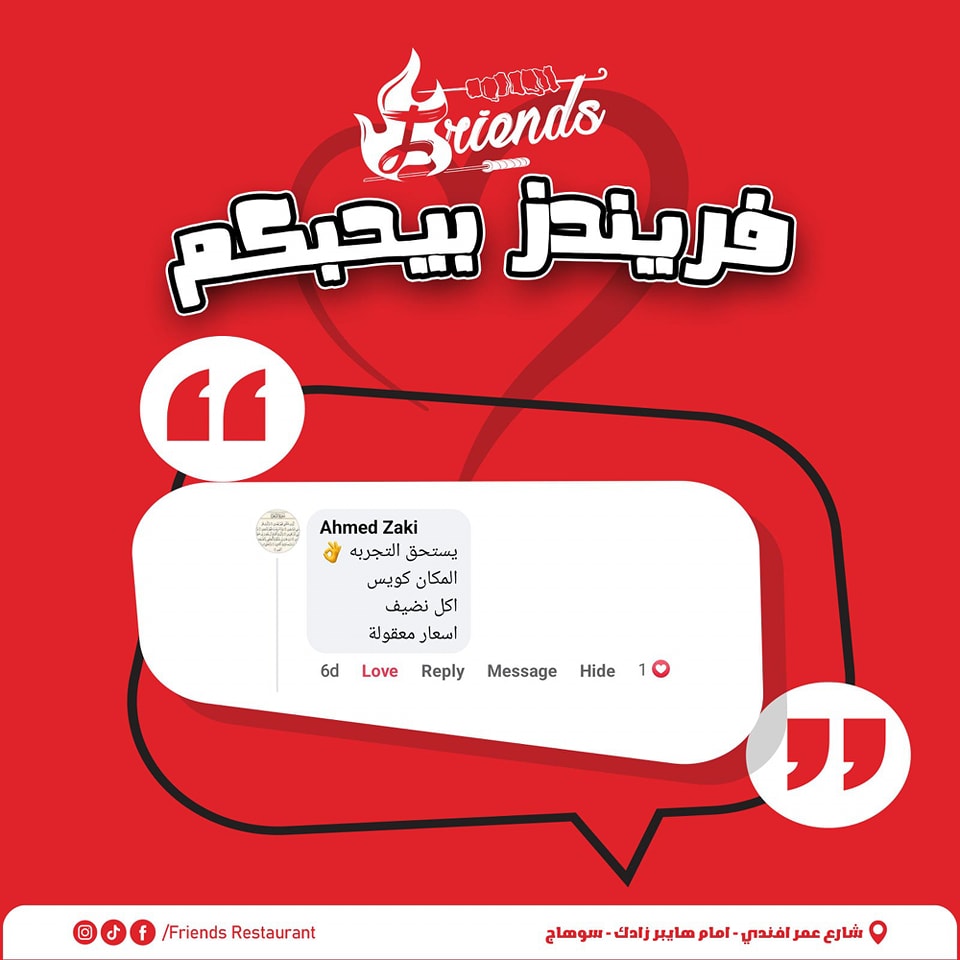 Friends
فريندز بيحبكم
Ahmed Zaki
يستحق التجربه 👌
المكان كويس
اكل نضيف
اسعار معقولة
6d Love Reply Message Hide 1
/Friends Restaurant
شارع عمر افندي - امام هايبر زادك - سوهاج